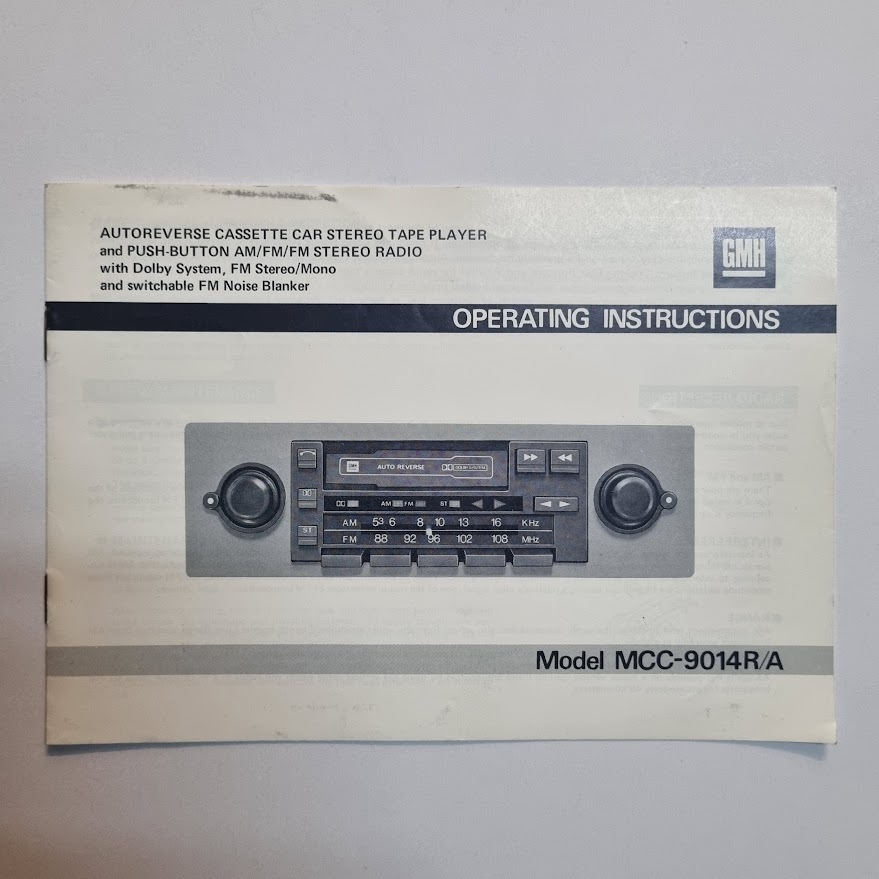 AUTOREVERSE CASSETTE CAR STEREO TAPE PLAYER
and PUSH-BUTTON AM/FM/FM STEREO RADIO
with Dolby System, FM Stereo/Mono
and switchable FM Noise Blanker
GMH
OPERATING INSTRUCTIONS
GMH AUTO REVERSE DOLBY SYSTEM
AM FM ST
ST
AM 53 6 8 10 13 16 KHz
FM 88 92 96 102 108 MHz
Model MCC-9014R/A